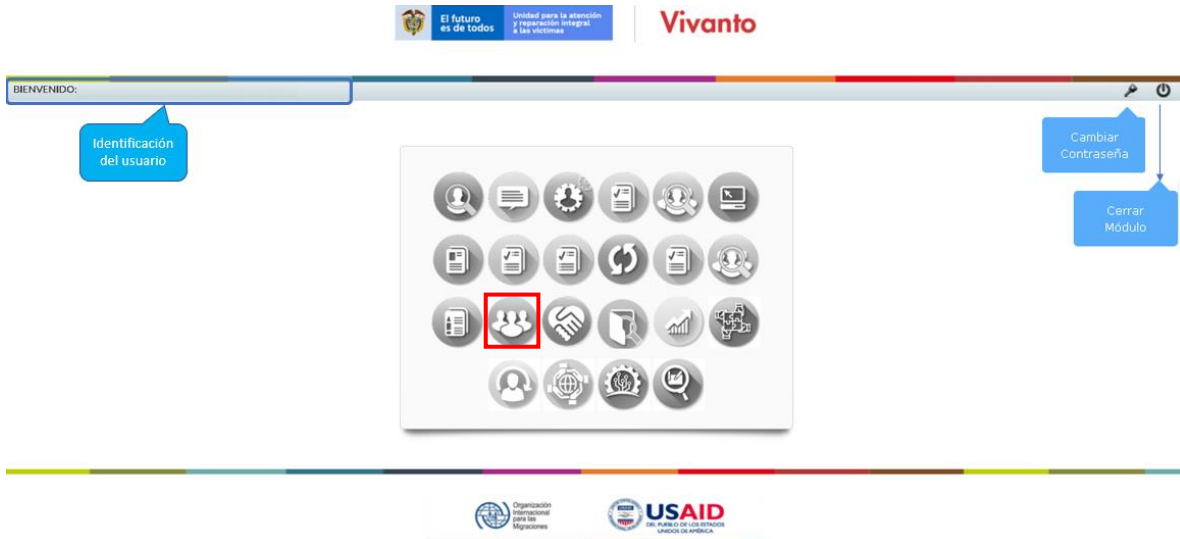 El futuro
es de todos
Unidad para la atención
y reparación integral
a las víctimas
Vivanto
BIENVENIDO:
Identificación
del usuario
Cambiar
Contraseña
Cerrar
Módulo
Organización
Internacional
para las
Migraciones
USAID
DEL PUEBLO DE LOS ESTADOS
UNIDOS DE AMÉRICA